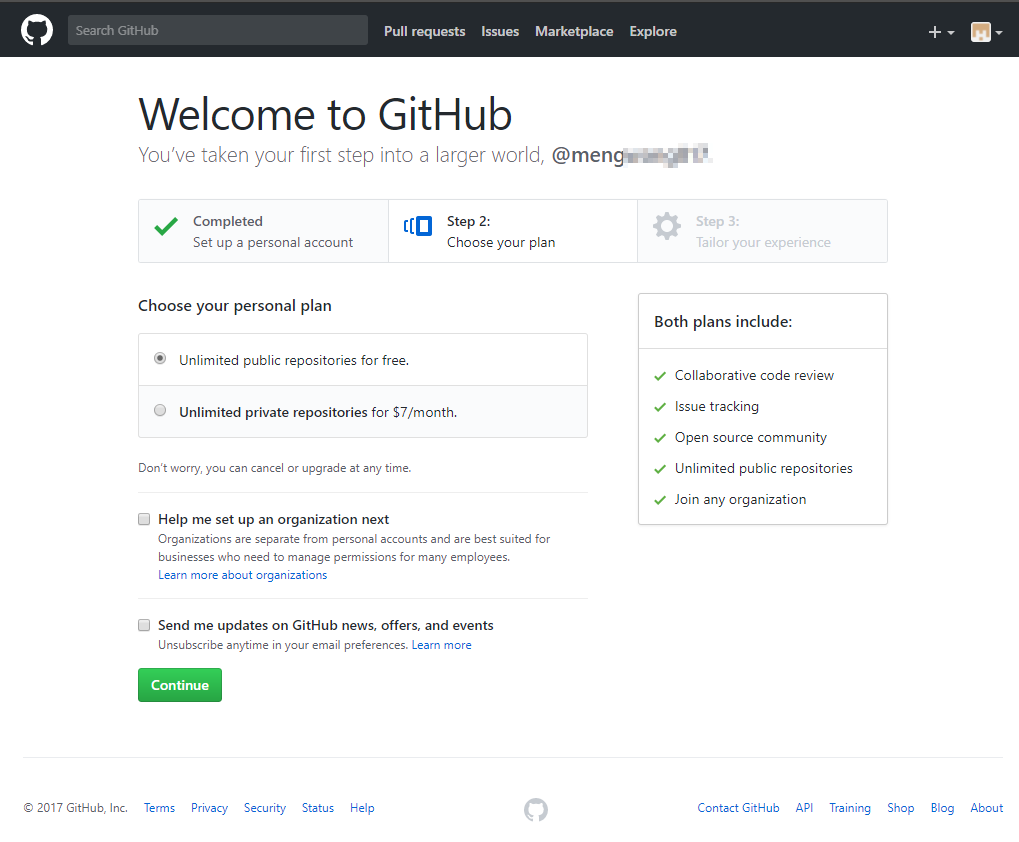 Search GitHub
Pull requests Issues Marketplace Explore
Welcome to GitHub
You've taken your first step into a larger world, @meng
Completed
Set up a personal account
Step 2:
Choose your plan
Step 3:
Tailor your experience
Choose your personal plan
Unlimited public repositories for free.
Unlimited private repositories for $7/month.
Don't worry, you can cancel or upgrade at any time.
Help me set up an organization next
Organizations are separate from personal accounts and are best suited for
businesses who need to manage permissions for many employees.
Learn more about organizations
Send me updates on GitHub news, offers, and events
Unsubscribe anytime in your email preferences. Learn more
Continue
Both plans include:
Collaborative code review
Issue tracking
Open source community
Unlimited public repositories
Join any organization
© 2017 GitHub, Inc. Terms Privacy Security Status Help
Contact GitHub API Training Shop Blog About